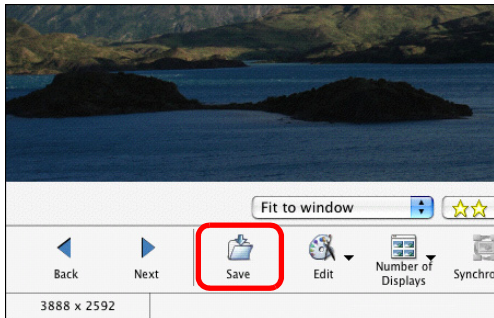 Fit to window
Back Next Save Edit Number of Displays Synchro
3888 x 2592